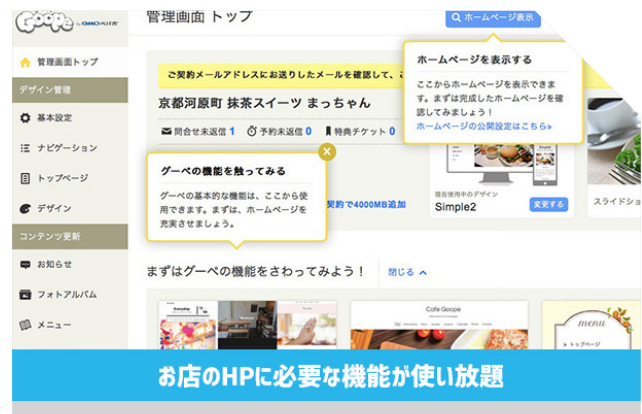 Goope by GMOペパボ
管理画面 トップ
ホームページ表示
管理画面トップ
デザイン管理
基本設定
ナビゲーション
トップページ
デザイン
コンテンツ更新
お知らせ
フォトアルバム
メニュー
ご契約メールアドレスにお送りしたメールを確認して、こ
京都河原町 抹茶スイーツ まっちゃん
問合せ未返信 1 予約未返信 0 特典チケット 0
ホームページを表示する
ここからホームページを表示できま
す。まずは完成したホームページを確
認してみましょう！
ホームページの公開設定はこちら»
グーペの機能を触ってみる
グーペの基本的な機能は、ここから使
用できます。まずは、ホームページを
充実させましょう。
契約で4000MB追加
現在使用中のデザイン
Simple2
変更する
スライドショ
まずはグーペの機能をさわってみよう！ 閉じる
Everyday
Cafe Goope
menu
トップページ
お店のHPに必要な機能が使い放題